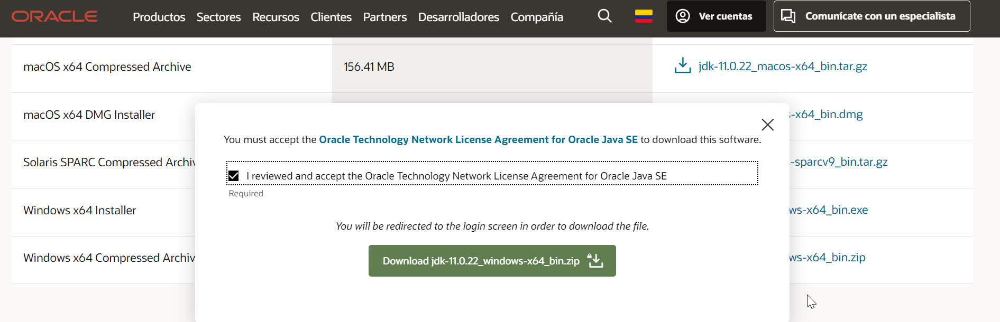 ORACLE Productos Sectores Recursos Clientes Partners Desarrolladores Compañía Ver cuentas Comunícate con un especialista
macOS x64 Compressed Archive 156.41 MB jdk-11.0.22_macos-x64_bin.tar.gz
macOS x64 DMG Installer -x64_bin.dmg
You must accept the Oracle Technology Network License Agreement for Oracle Java SE to download this software.
Solaris SPARC Compressed Archiv -sparcv9_bin.tar.gz
I reviewed and accept the Oracle Technology Network License Agreement for Oracle Java SE
Required
Windows x64 Installer ws-x64_bin.exe
You will be redirected to the login screen in order to download the file.
Windows x64 Compressed Archiv ws-x64_bin.zip
Download jdk-11.0.22_windows-x64_bin.zip